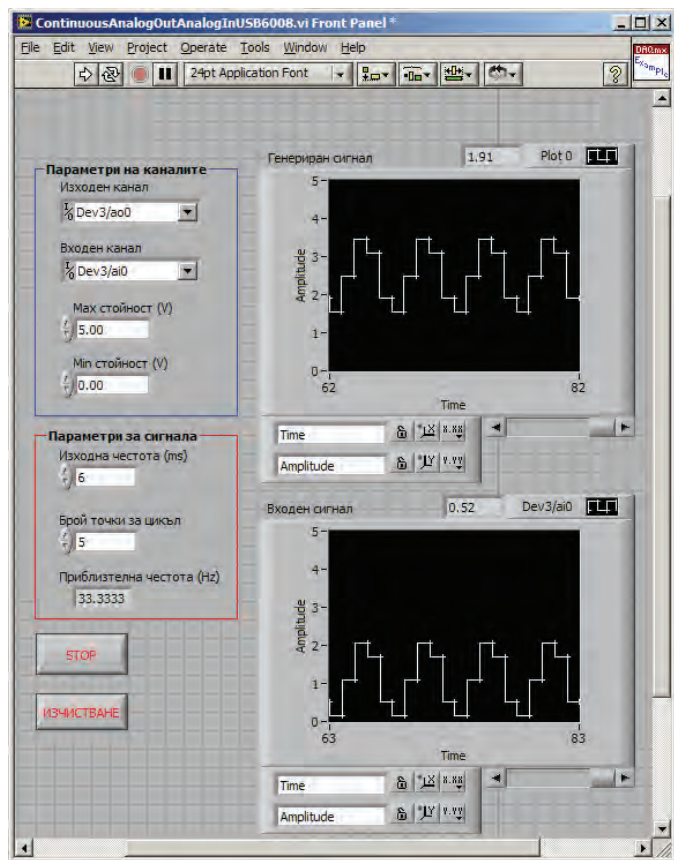 ContinuousAnalogOutAnalogInUSB6008.vi Front Panel *
File Edit View Project Operate Tools Window Help
24pt Application Font
DAQmx
Example
Параметри на каналите
Изходен канал
Dev3/ao0
Входен канал
Dev3/ai0
Max стойност (V)
5.00
Min стойност (V)
0.00
Генериран сигнал
1.91
Plot 0
5
4
3
2
1
0
Amplitude
62
82
Time
Time
Amplitude
Параметри за сигнала
Изходна честота (ms)
6
Брой точки за цикъл
5
Приблизтелна честота (Hz)
33.3333
STOP
ИЗЧИСТВАНЕ
Входен сигнал
0.52
Dev3/ai0
5
4
3
2
1
0
Amplitude
63
83
Time
Time
Amplitude